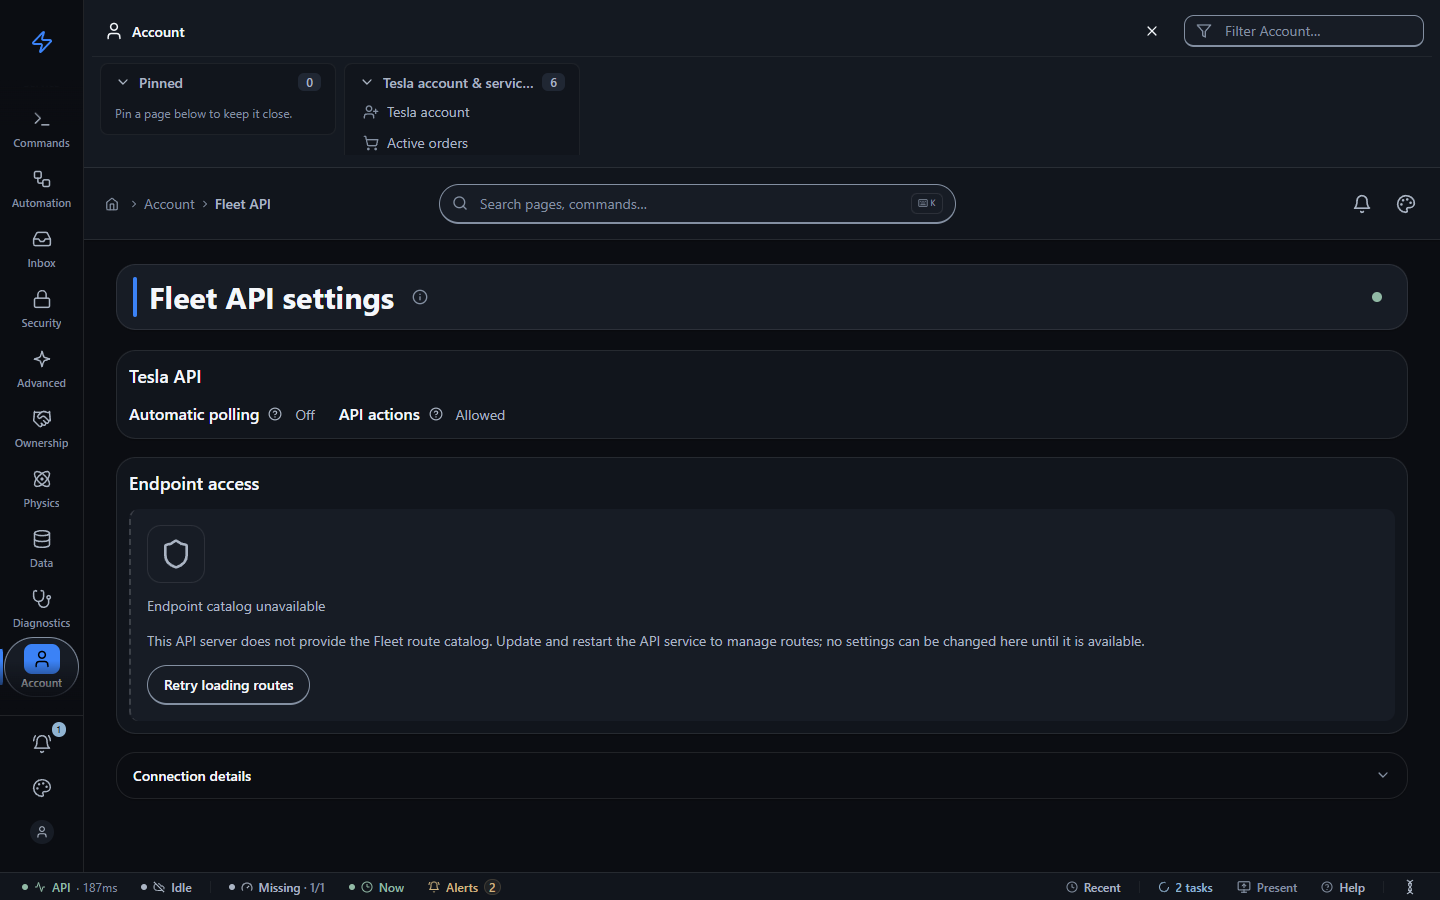 Account
Filter Account...
Pinned
0
Pin a page below to keep it close.
Tesla account & servic...
6
Tesla account
Active orders
Commands
Automation
Inbox
Security
Advanced
Ownership
Physics
Data
Diagnostics
Account
1
Account
Fleet API
Search pages, commands...
K
Fleet API settings
Tesla API
Automatic polling
Off
API actions
Allowed
Endpoint access
Endpoint catalog unavailable
This API server does not provide the Fleet route catalog. Update and restart the API service to manage routes; no settings can be changed here until it is available.
Retry loading routes
Connection details
API · 187ms
Idle
Missing · 1/1
Now
Alerts 2
Recent
2 tasks
Present
Help